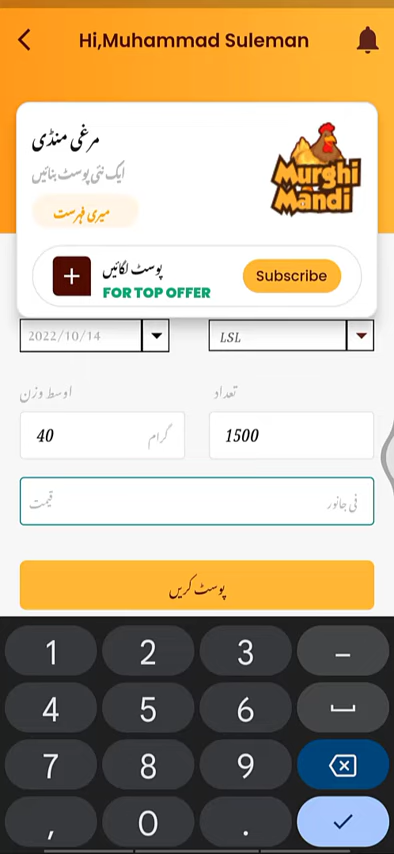 Hi,Muhammad Suleman
مرغی منڈی
ایک نئی پوسٹ بنائیں
میری فہرست
Murghi
Mandi
پوسٹ لگائیں
FOR TOP OFFER
Subscribe
2022/10/14
LSL
اوسط وزن
تعداد
40
گرام
1500
قیمت
فی جانور
پوسٹ کریں
1 2 3 –
4 5 6
7 8 9
, 0 .